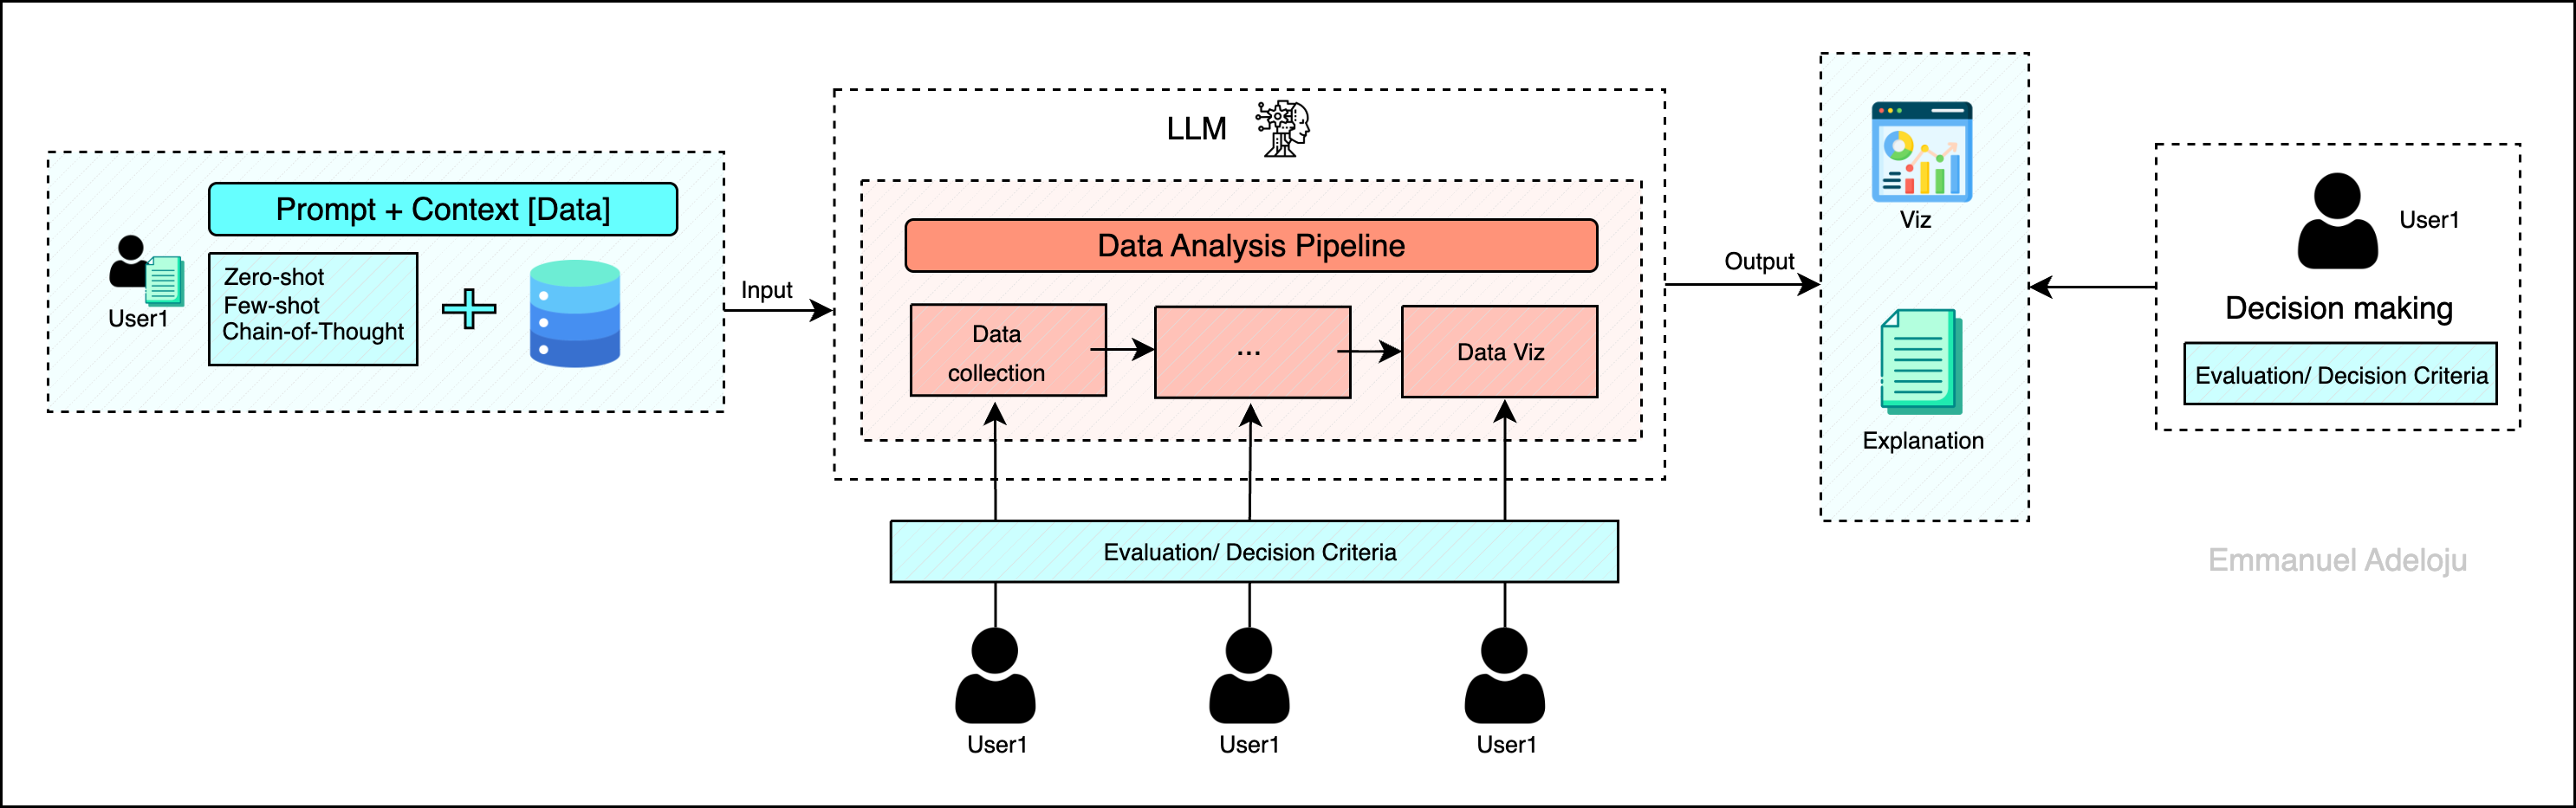 Prompt + Context [Data]
Zero-shot
Few-shot
Chain-of-Thought
User1
Input
LLM
Data Analysis Pipeline
Data
collection
...
Data Viz
Evaluation/ Decision Criteria
User1
User1
User1
Output
Viz
Explanation
User1
Decision making
Evaluation/ Decision Criteria
Emmanuel Adeloju